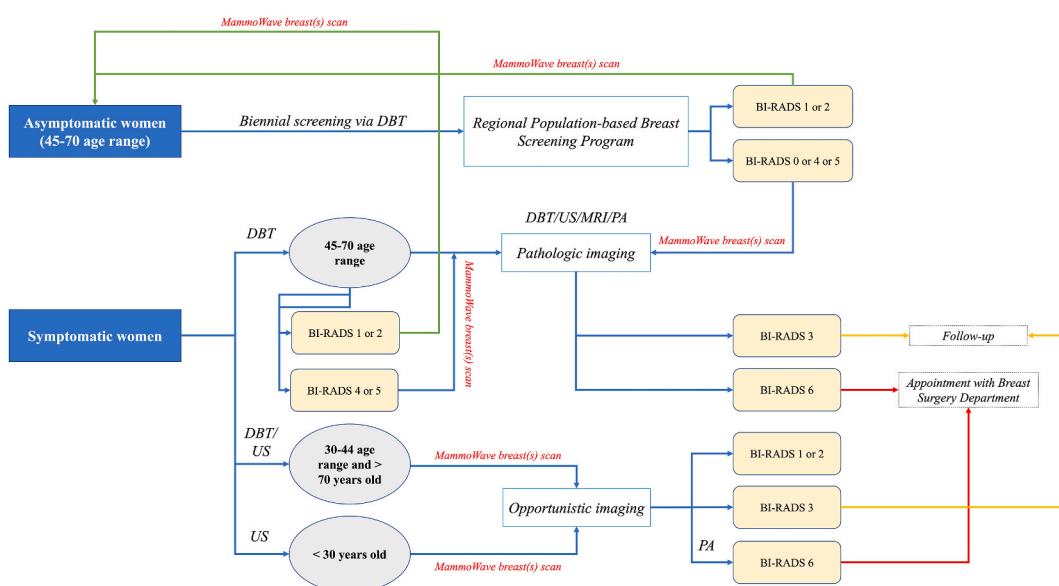 MammoWave breast(s) scan
MammoWave breast(s) scan
Asymptomatic women
(45-70 age range)
Biennial screening via DBT
Regional Population-based Breast
Screening Program
BI-RADS 1 or 2
BI-RADS 0 or 4 or 5
DBT/US/MRI/PA
MammoWave breast(s) scan
DBT
45-70 age
range
Pathologic imaging
MammoWave breast(s) scan
Symptomatic women
BI-RADS 1 or 2
BI-RADS 4 or 5
BI-RADS 3
Follow-up
BI-RADS 6
Appointment with Breast
Surgery Department
DBT/
US
30-44 age
range and >
70 years old
MammoWave breast(s) scan
BI-RADS 1 or 2
Opportunistic imaging
BI-RADS 3
US
< 30 years old
MammoWave breast(s) scan
PA
BI-RADS 6